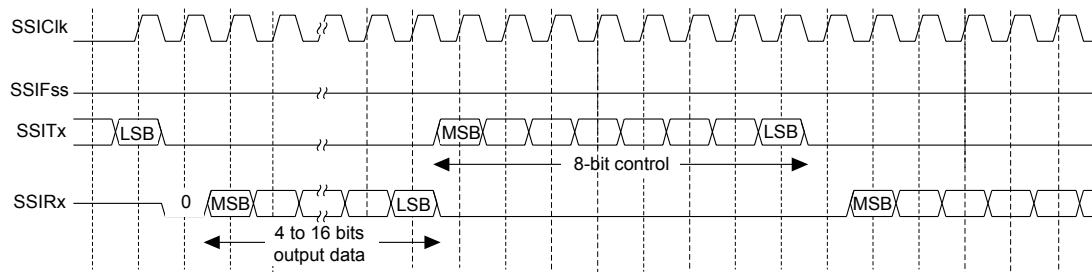 SSIClk
SSIFss
SSITx
LSB
MSB
LSB
8-bit control
SSIRx
0
MSB
LSB
MSB
4 to 16 bits
output data